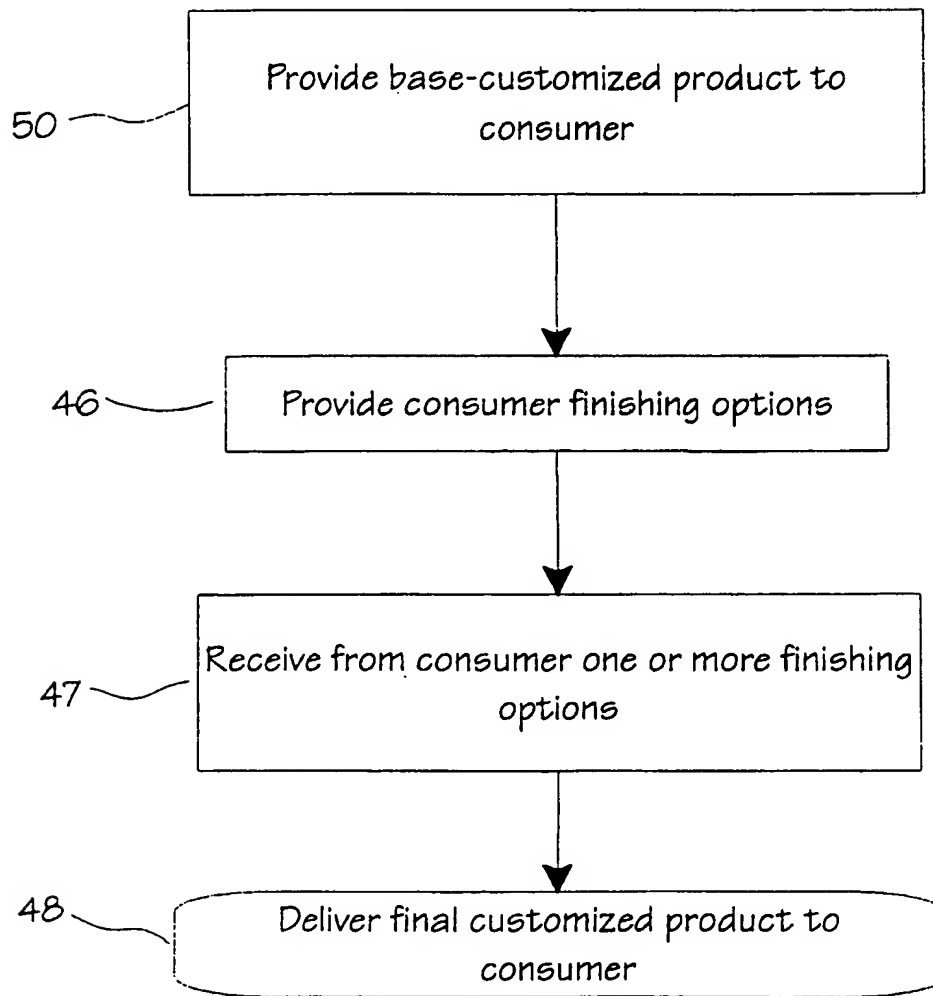 Provide base-customized product to
consumer
50
Provide consumer finishing options
46
Receive from consumer one or more finishing
options
47
Deliver final customized product to
consumer
48